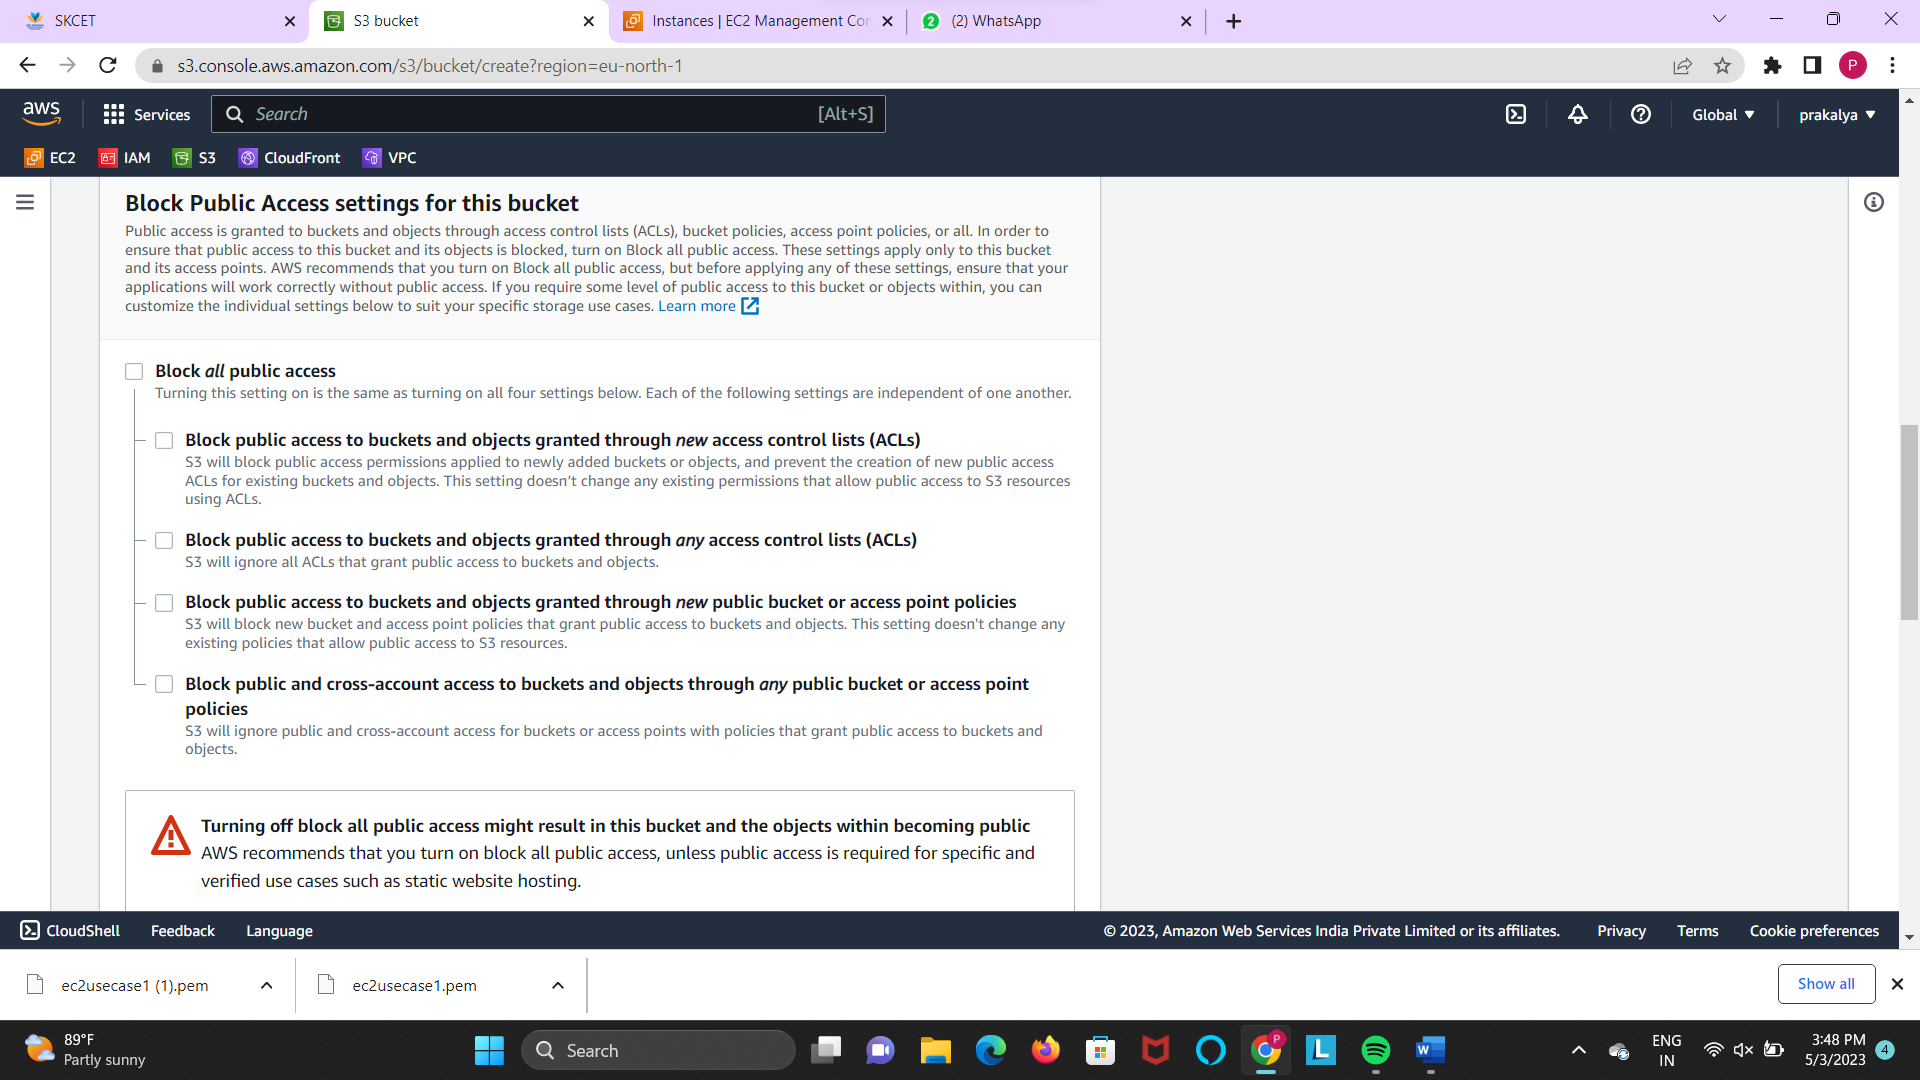 SKCET
S3 bucket
Instances | EC2 Management Con
(2) WhatsApp
s3.console.aws.amazon.com/s3/bucket/create?region=eu-north-1
P
aws
Services
Search
[Alt+S]
Global
prakalya
EC2
IAM
S3
CloudFront
VPC
Block Public Access settings for this bucket
Public access is granted to buckets and objects through access control lists (ACLs), bucket policies, access point policies, or all. In order to
ensure that public access to this bucket and its objects is blocked, turn on Block all public access. These settings apply only to this bucket
and its access points. AWS recommends that you turn on Block all public access, but before applying any of these settings, ensure that your
applications will work correctly without public access. If you require some level of public access to this bucket or objects within, you can
customize the individual settings below to suit your specific storage use cases. Learn more
Block all public access
Turning this setting on is the same as turning on all four settings below. Each of the following settings are independent of one another.
Block public access to buckets and objects granted through new access control lists (ACLs)
S3 will block public access permissions applied to newly added buckets or objects, and prevent the creation of new public access
ACLs for existing buckets and objects. This setting doesn't change any existing permissions that allow public access to S3 resources
using ACLs.
Block public access to buckets and objects granted through any access control lists (ACLs)
S3 will ignore all ACLs that grant public access to buckets and objects.
Block public access to buckets and objects granted through new public bucket or access point policies
S3 will block new bucket and access point policies that grant public access to buckets and objects. This setting doesn't change any
existing policies that allow public access to S3 resources.
Block public and cross-account access to buckets and objects through any public bucket or access point
policies
S3 will ignore public and cross-account access for buckets or access points with policies that grant public access to buckets and
objects.
Turning off block all public access might result in this bucket and the objects within becoming public
AWS recommends that you turn on block all public access, unless public access is required for specific and
verified use cases such as static website hosting.
CloudShell
Feedback
Language
© 2023, Amazon Web Services India Private Limited or its affiliates.
Privacy
Terms
Cookie preferences
ec2usecase1 (1).pem
ec2usecase1.pem
Show all
89°F
Partly sunny
Search
ENG
IN
3:48 PM
5/3/2023
4